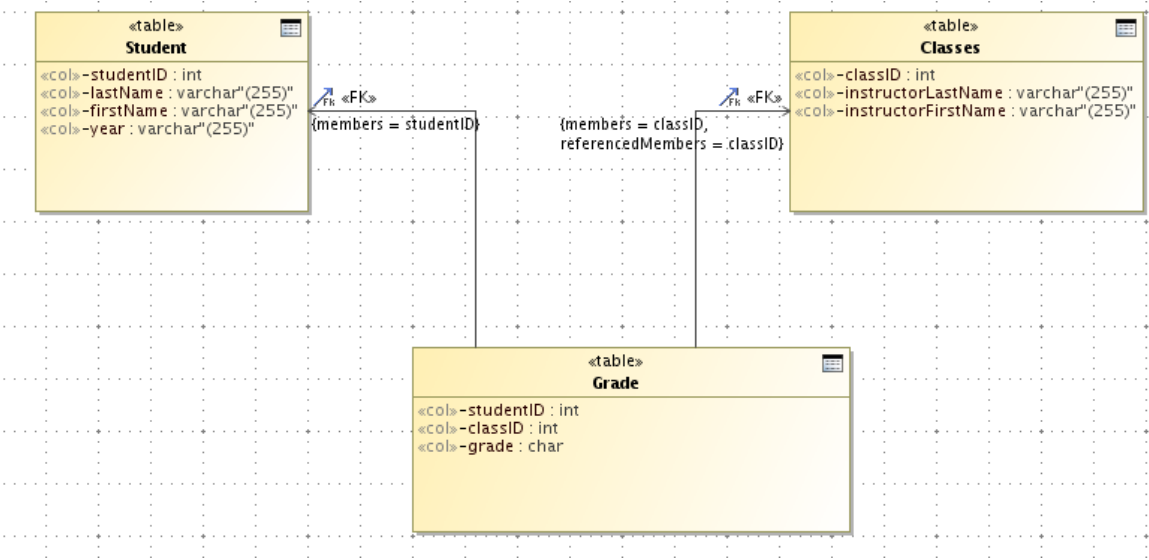 «table»
Student
«col»-studentID : int
«col»-lastName : varchar"(255)"
«col»-firstName : varchar"(255)"
«col»-year : varchar"(255)"
Fk «FK»
{members = studentID}
Fk «FK»
{members = classID,
referencedMembers = classID}
«table»
Classes
«col»-classID : int
«col»-instructorLastName : varchar"(255)"
«col»-instructorFirstName : varchar"(255)"
«table»
Grade
«col»-studentID : int
«col»-classID : int
«col»-grade : char